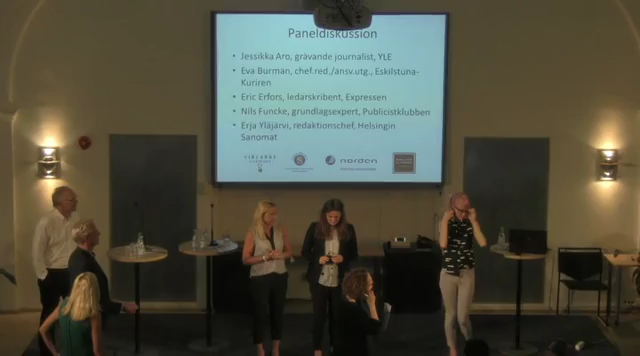 Paneldiskussion
• Jessikka Aro, grävande journalist, YLE
• Eva Burman, chef.red./ansv.utg., Eskilstuna-
Kuriren
• Eric Erfors, ledarskribent, Expressen
• Nils Funcke, grundlagsexpert, Publicistklubben
• Erja Yläjärvi, redaktionschef, Helsingin
Sanomat
norden